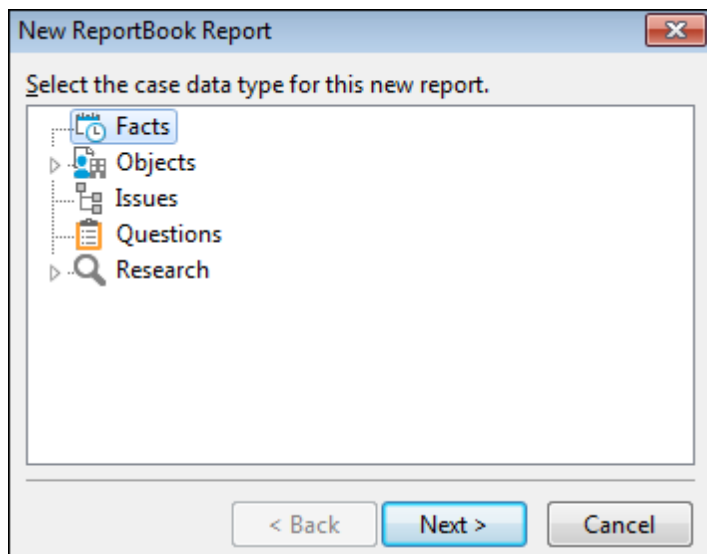 New ReportBook Report
Select the case data type for this new report.
Facts
Objects
Issues
Questions
Research
< Back
Next >
Cancel